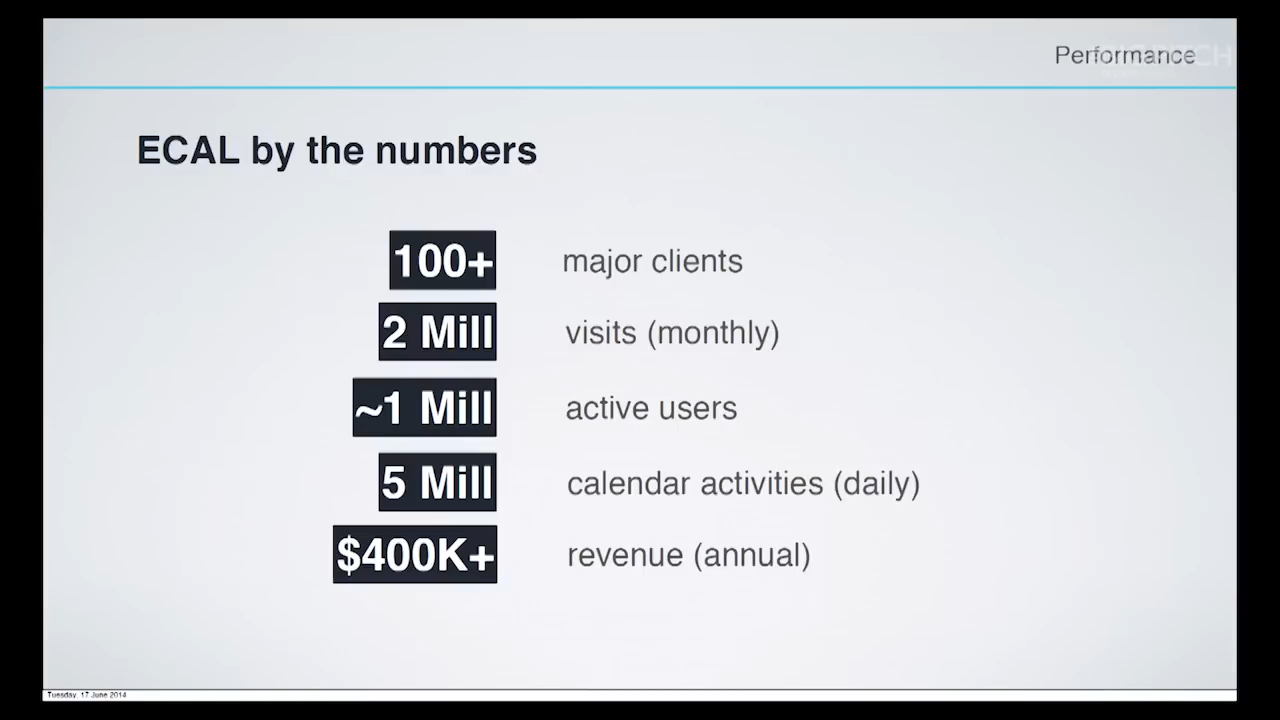 Performance
ECAL by the numbers
100+ major clients
2 Mill visits (monthly)
~1 Mill active users
5 Mill calendar activities (daily)
$400K+ revenue (annual)
Tuesday, 17 June 2014